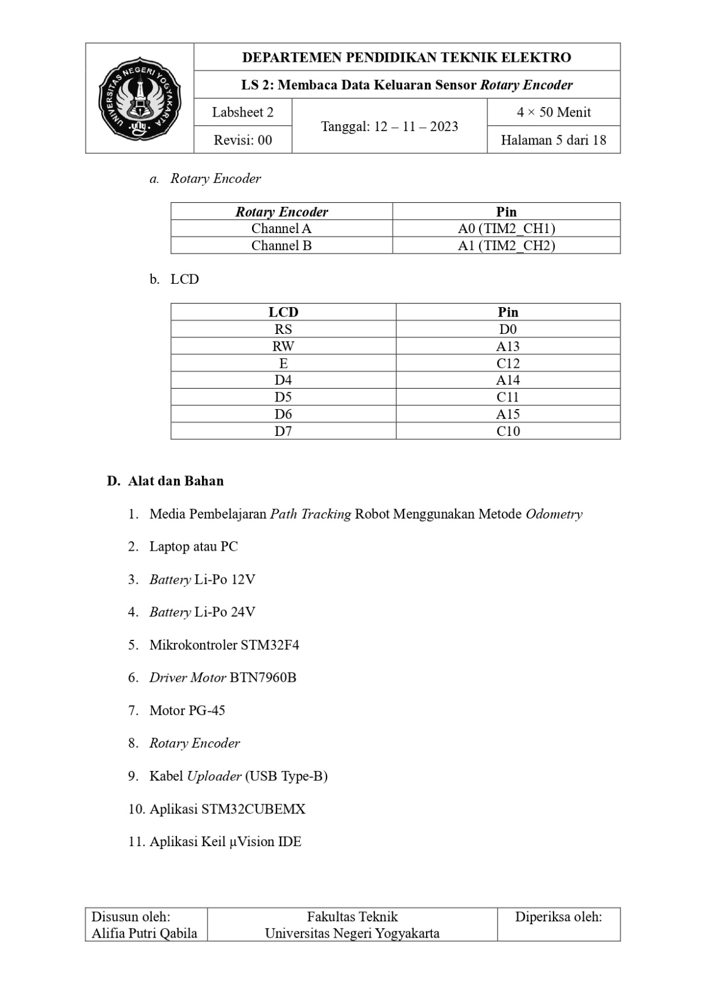 UNIVERSITAS NEGERI YOGYAKARTA
uny
DEPARTEMEN PENDIDIKAN TEKNIK ELEKTRO
LS 2: Membaca Data Keluaran Sensor Rotary Encoder
Labsheet 2
Tanggal: 12 – 11 – 2023
4 × 50 Menit
Revisi: 00
Halaman 5 dari 18
a. Rotary Encoder
Rotary Encoder Pin
Channel A A0 (TIM2_CH1)
Channel B A1 (TIM2_CH2)
b. LCD
LCD Pin
RS D0
RW A13
E C12
D4 A14
D5 C11
D6 A15
D7 C10
D. Alat dan Bahan
1. Media Pembelajaran Path Tracking Robot Menggunakan Metode Odometry
2. Laptop atau PC
3. Battery Li-Po 12V
4. Battery Li-Po 24V
5. Mikrokontroler STM32F4
6. Driver Motor BTN7960B
7. Motor PG-45
8. Rotary Encoder
9. Kabel Uploader (USB Type-B)
10. Aplikasi STM32CUBEMX
11. Aplikasi Keil µVision IDE
Disusun oleh:
Alifia Putri Qabila
Fakultas Teknik
Universitas Negeri Yogyakarta
Diperiksa oleh: